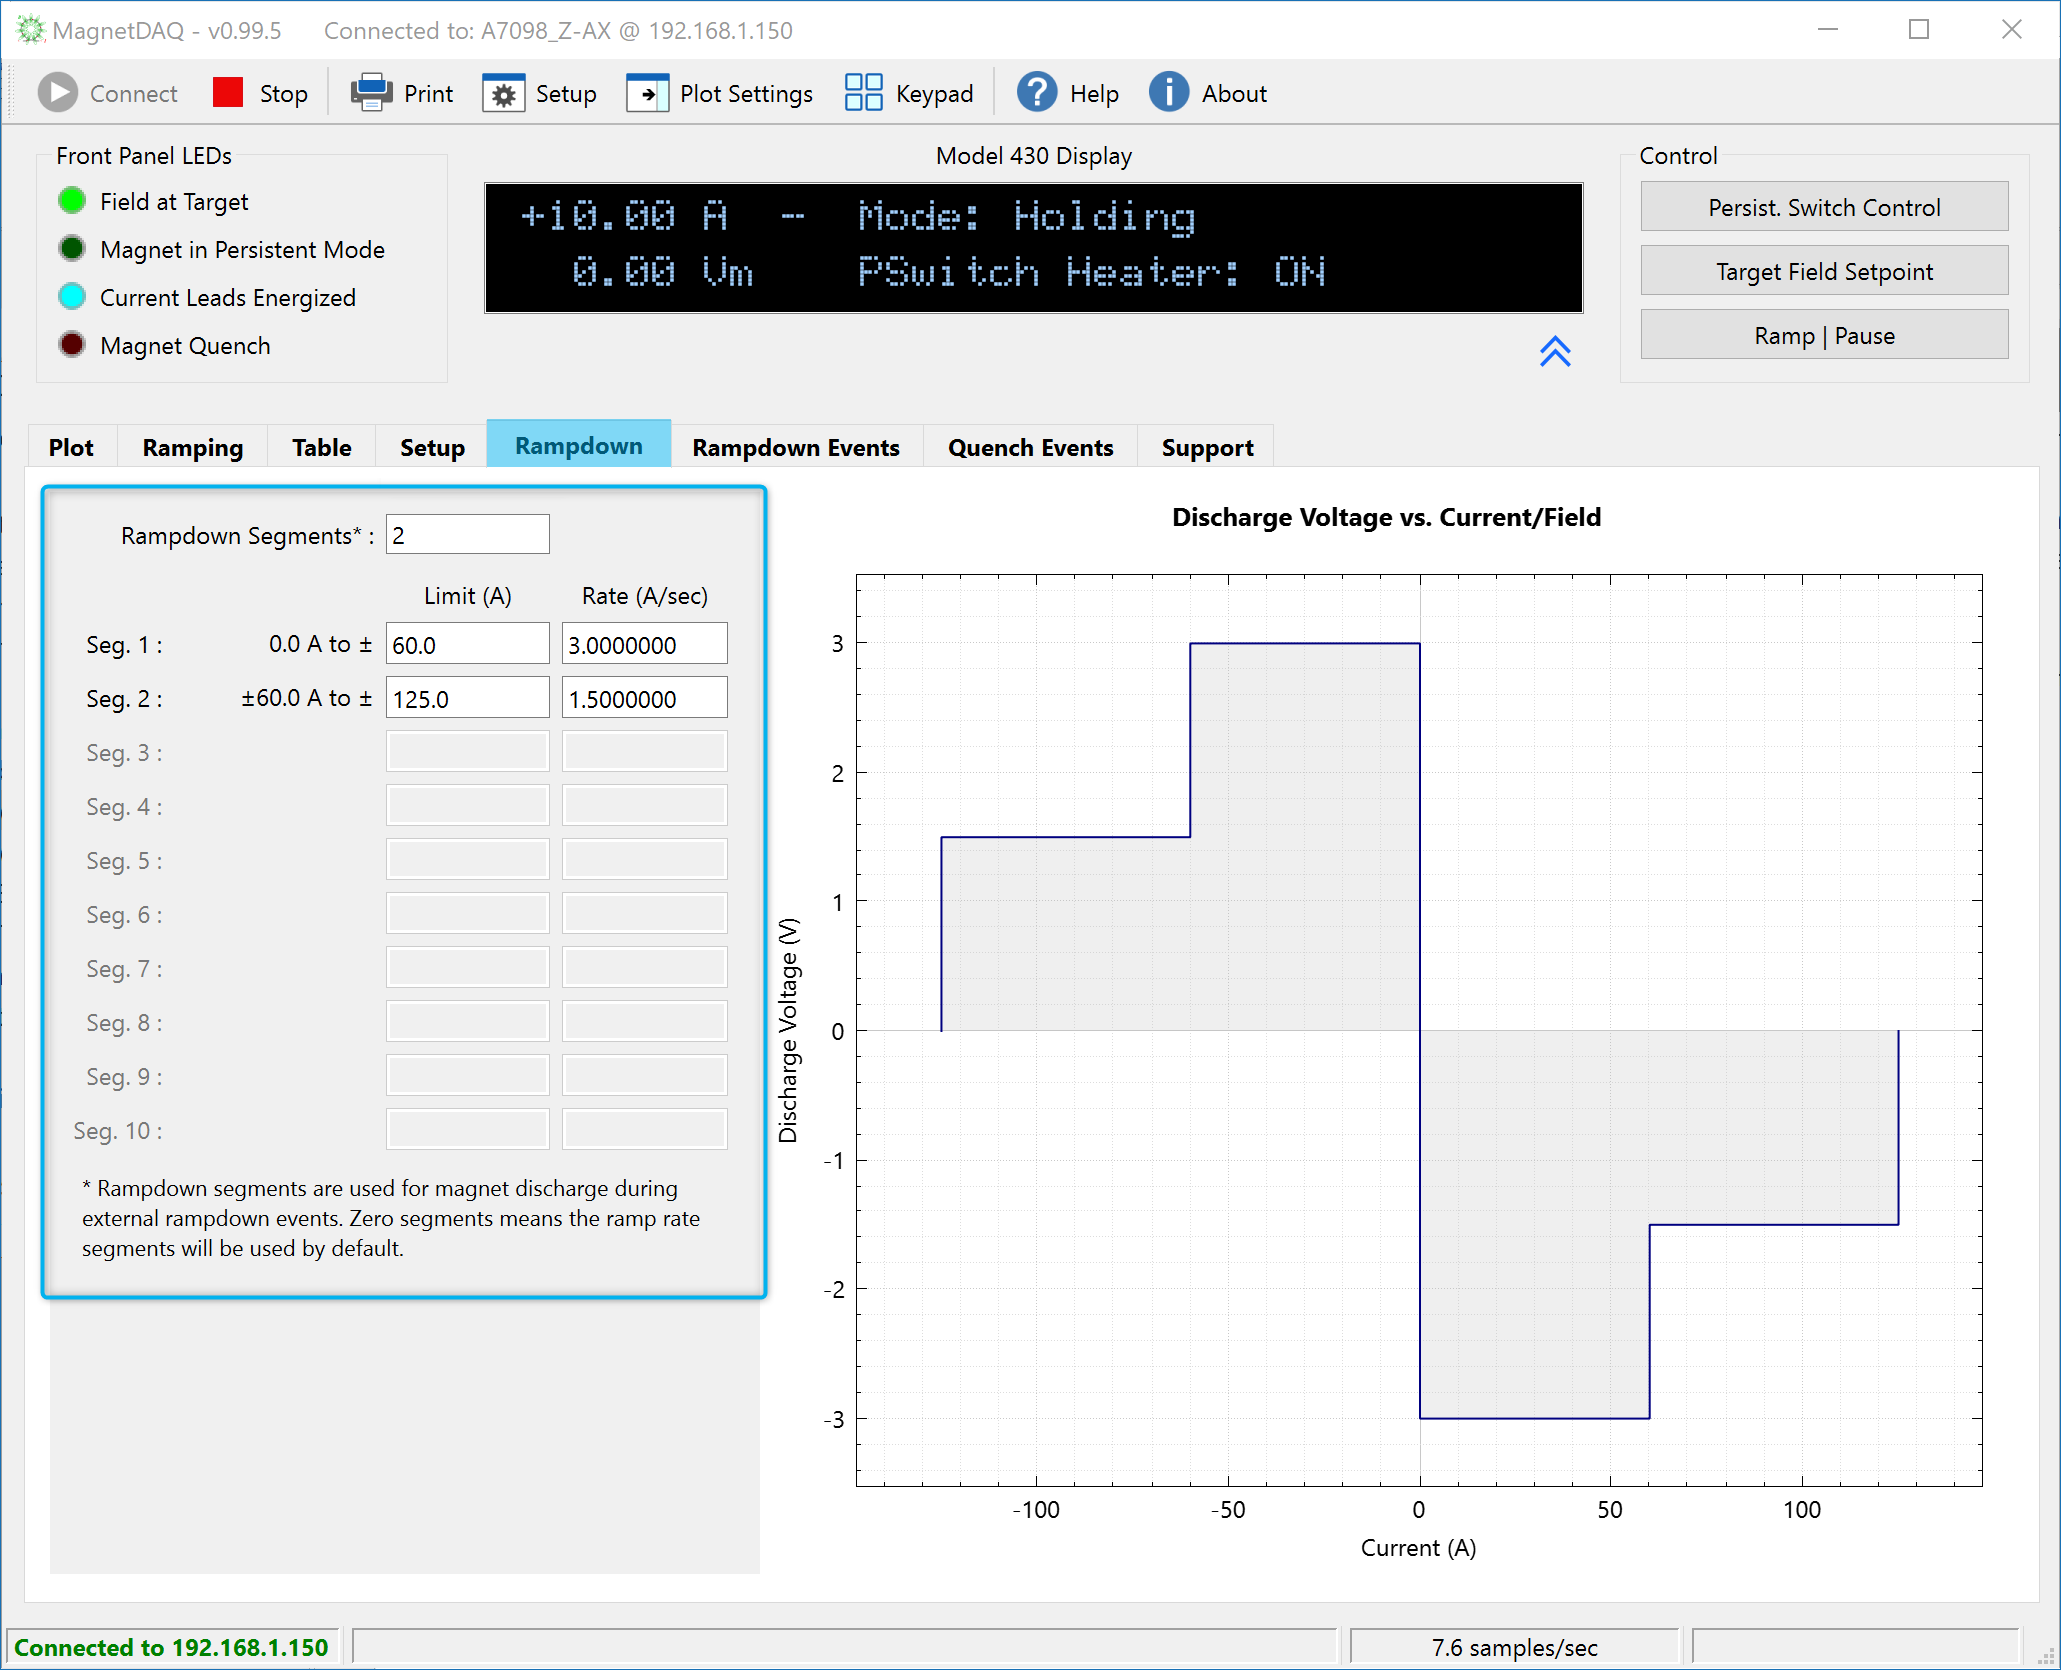 MagnetDAQ - v0.99.5 Connected to: A7098_Z-AX @ 192.168.1.150
Connect Stop Print Setup Plot Settings Keypad Help About
Front Panel LEDs
Field at Target
Magnet in Persistent Mode
Current Leads Energized
Magnet Quench
Model 430 Display
+10.00 A - Mode: Holding
0.00 Vm PSwitch Heater: ON
Control
Persist. Switch Control
Target Field Setpoint
Ramp | Pause
Plot Ramping Table Setup Rampdown Rampdown Events Quench Events Support
Rampdown Segments* : 2
Limit (A) Rate (A/sec)
Seg. 1 : 0.0 A to ± 60.0 3.0000000
Seg. 2 : ±60.0 A to ± 125.0 1.5000000
Seg. 3 :
Seg. 4 :
Seg. 5 :
Seg. 6 :
Seg. 7 :
Seg. 8 :
Seg. 9 :
Seg. 10 :
* Rampdown segments are used for magnet discharge during
external rampdown events. Zero segments means the ramp rate
segments will be used by default.
Discharge Voltage vs. Current/Field
Discharge Voltage (V)
3
2
1
0
-1
-2
-3
-100 -50 0 50 100
Current (A)
Connected to 192.168.1.150 7.6 samples/sec